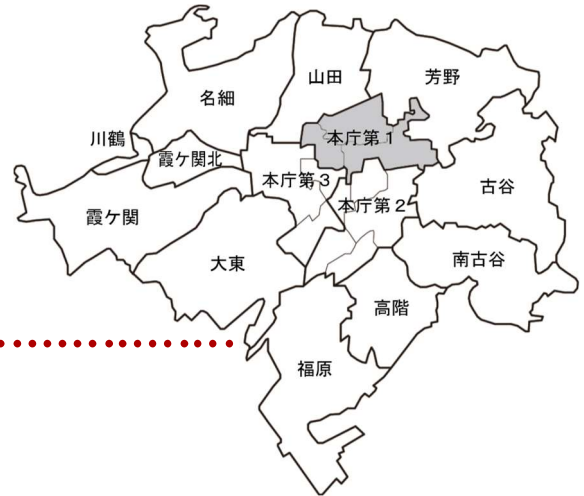 山田
芳野
名細
本庁第1
川鶴
霞ケ関北
本庁第3
古谷
本庁第2
霞ケ関
大東
南古谷
高階
福原